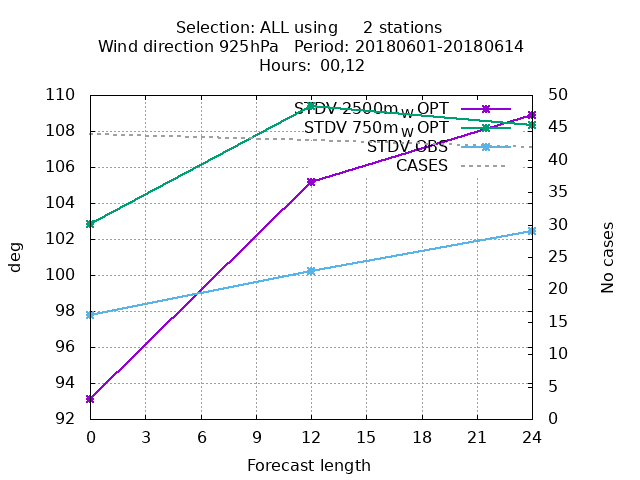 Selection: ALL using     2 stations
Wind direction 925hPa   Period: 20180601-20180614
Hours:  00,12
110
108
106
104
102
100
98
96
94
92
deg
50
45
40
35
30
25
20
15
10
5
0
No cases
STDV 2500m_W OPT
STDV 750m_W OPT
STDV OBS
CASES
0 3 6 9 12 15 18 21 24
Forecast length